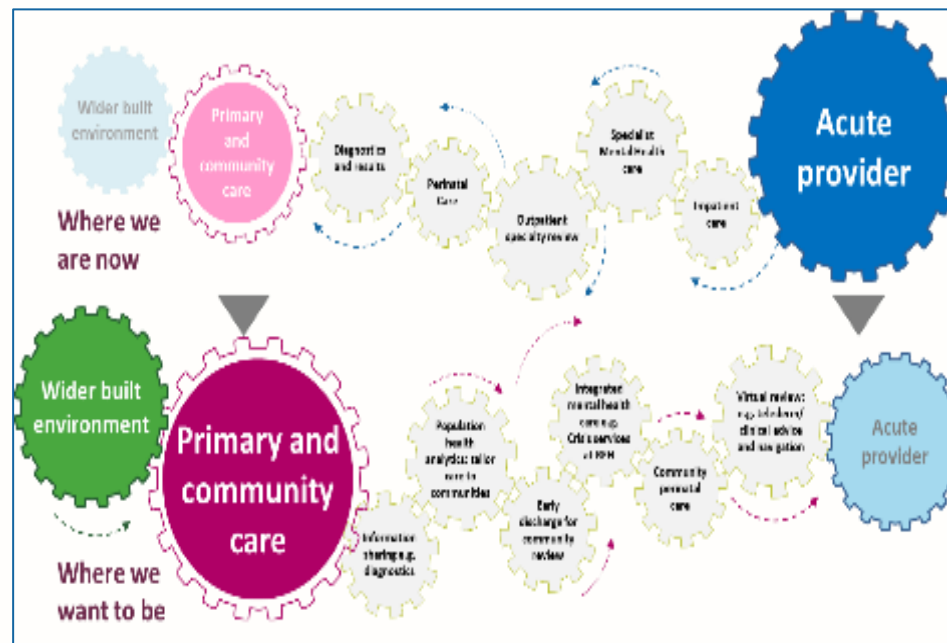 Wider built
environment
Primary
and
community
care
Diagnostics
and results
Perinatal
Care
Outpatient
specialty review
Specialist
Mental Health
care
Inpatient
care
Acute
provider
Where we
are now
Wider built
environment
Primary and
community
care
Information
sharing e.g.
diagnostics
Population
health
analytics: tailor
care to
communities
Early
discharge for
community
review
Integrated
mental health
care e.g.
Crisis services
at
Community
perinatal
care
Virtual review:
e.g. telederm/
clinical advice
and navigation
Acute
provider
Where we
want to be